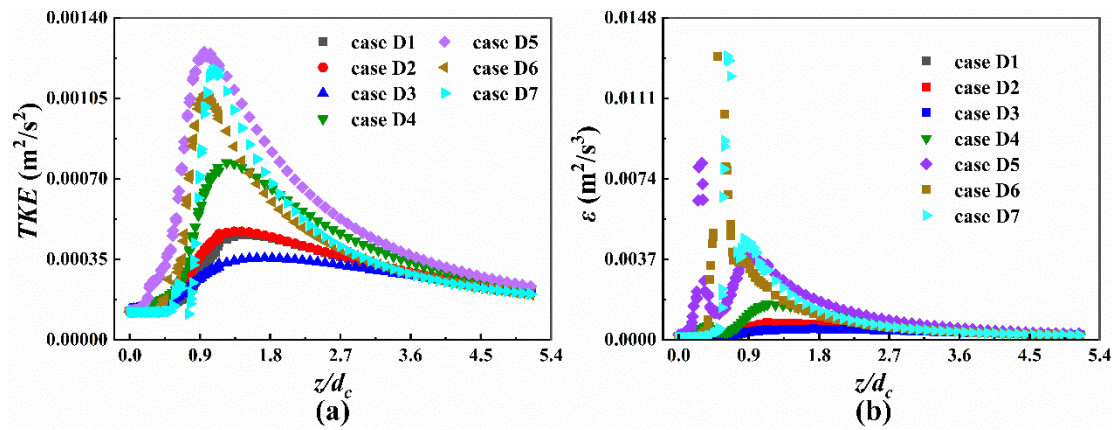 0.00140
0.00105
0.00070
0.00035
0.00000
TKE (m²/s²)
case D1
case D2
case D3
case D4
case D5
case D6
case D7
0.0 0.9 1.8 2.7 3.6 4.5 5.4
z/d_c
(a)
0.0148
0.0111
0.0074
0.0037
0.0000
ε (m²/s³)
case D1
case D2
case D3
case D4
case D5
case D6
case D7
0.0 0.9 1.8 2.7 3.6 4.5 5.4
z/d_c
(b)